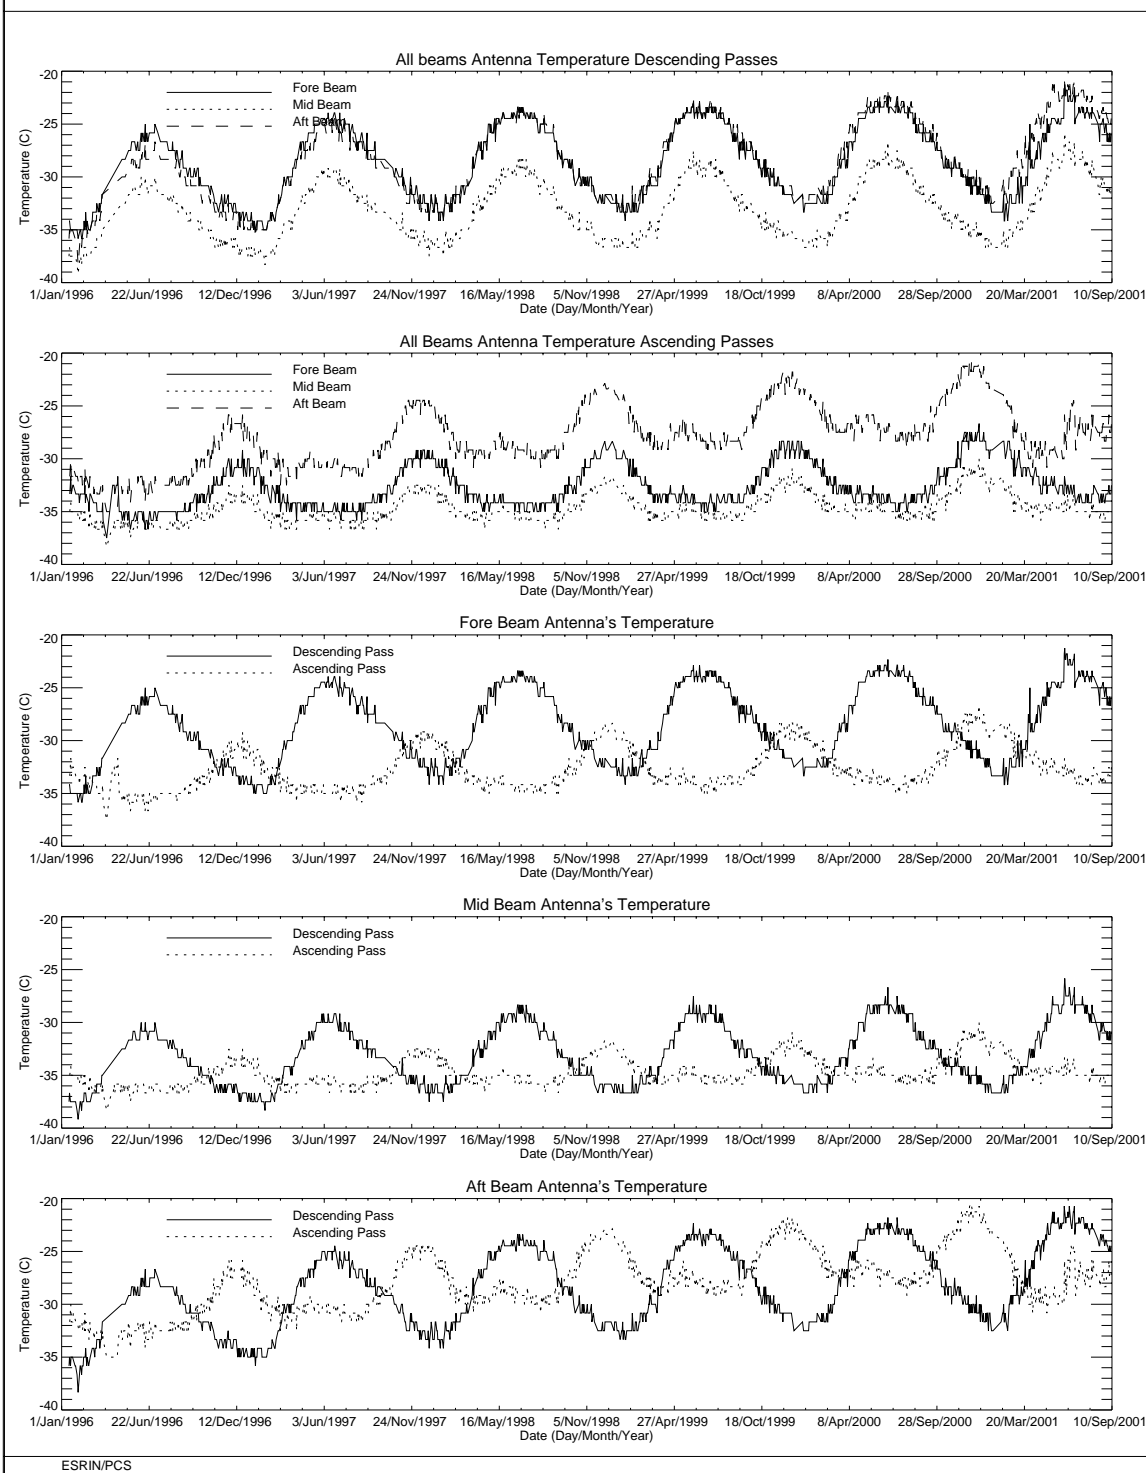 All beams Antenna Temperature Descending Passes
-20
-25
-30
-35
-40
Temperature (C)
Fore Beam
Mid Beam
Aft Beam
1/Jan/1996 22/Jun/1996 12/Dec/1996 3/Jun/1997 24/Nov/1997 16/May/1998 5/Nov/1998 27/Apr/1999 18/Oct/1999 8/Apr/2000 28/Sep/2000 20/Mar/2001 10/Sep/2001
Date (Day/Month/Year)
All Beams Antenna Temperature Ascending Passes
-20
-25
-30
-35
-40
Temperature (C)
Fore Beam
Mid Beam
Aft Beam
1/Jan/1996 22/Jun/1996 12/Dec/1996 3/Jun/1997 24/Nov/1997 16/May/1998 5/Nov/1998 27/Apr/1999 18/Oct/1999 8/Apr/2000 28/Sep/2000 20/Mar/2001 10/Sep/2001
Date (Day/Month/Year)
Fore Beam Antenna's Temperature
-20
-25
-30
-35
-40
Temperature (C)
Descending Pass
Ascending Pass
1/Jan/1996 22/Jun/1996 12/Dec/1996 3/Jun/1997 24/Nov/1997 16/May/1998 5/Nov/1998 27/Apr/1999 18/Oct/1999 8/Apr/2000 28/Sep/2000 20/Mar/2001 10/Sep/2001
Date (Day/Month/Year)
Mid Beam Antenna's Temperature
-20
-25
-30
-35
-40
Temperature (C)
Descending Pass
Ascending Pass
1/Jan/1996 22/Jun/1996 12/Dec/1996 3/Jun/1997 24/Nov/1997 16/May/1998 5/Nov/1998 27/Apr/1999 18/Oct/1999 8/Apr/2000 28/Sep/2000 20/Mar/2001 10/Sep/2001
Date (Day/Month/Year)
Aft Beam Antenna's Temperature
-20
-25
-30
-35
-40
Temperature (C)
Descending Pass
Ascending Pass
1/Jan/1996 22/Jun/1996 12/Dec/1996 3/Jun/1997 24/Nov/1997 16/May/1998 5/Nov/1998 27/Apr/1999 18/Oct/1999 8/Apr/2000 28/Sep/2000 20/Mar/2001 10/Sep/2001
Date (Day/Month/Year)
ESRIN/PCS